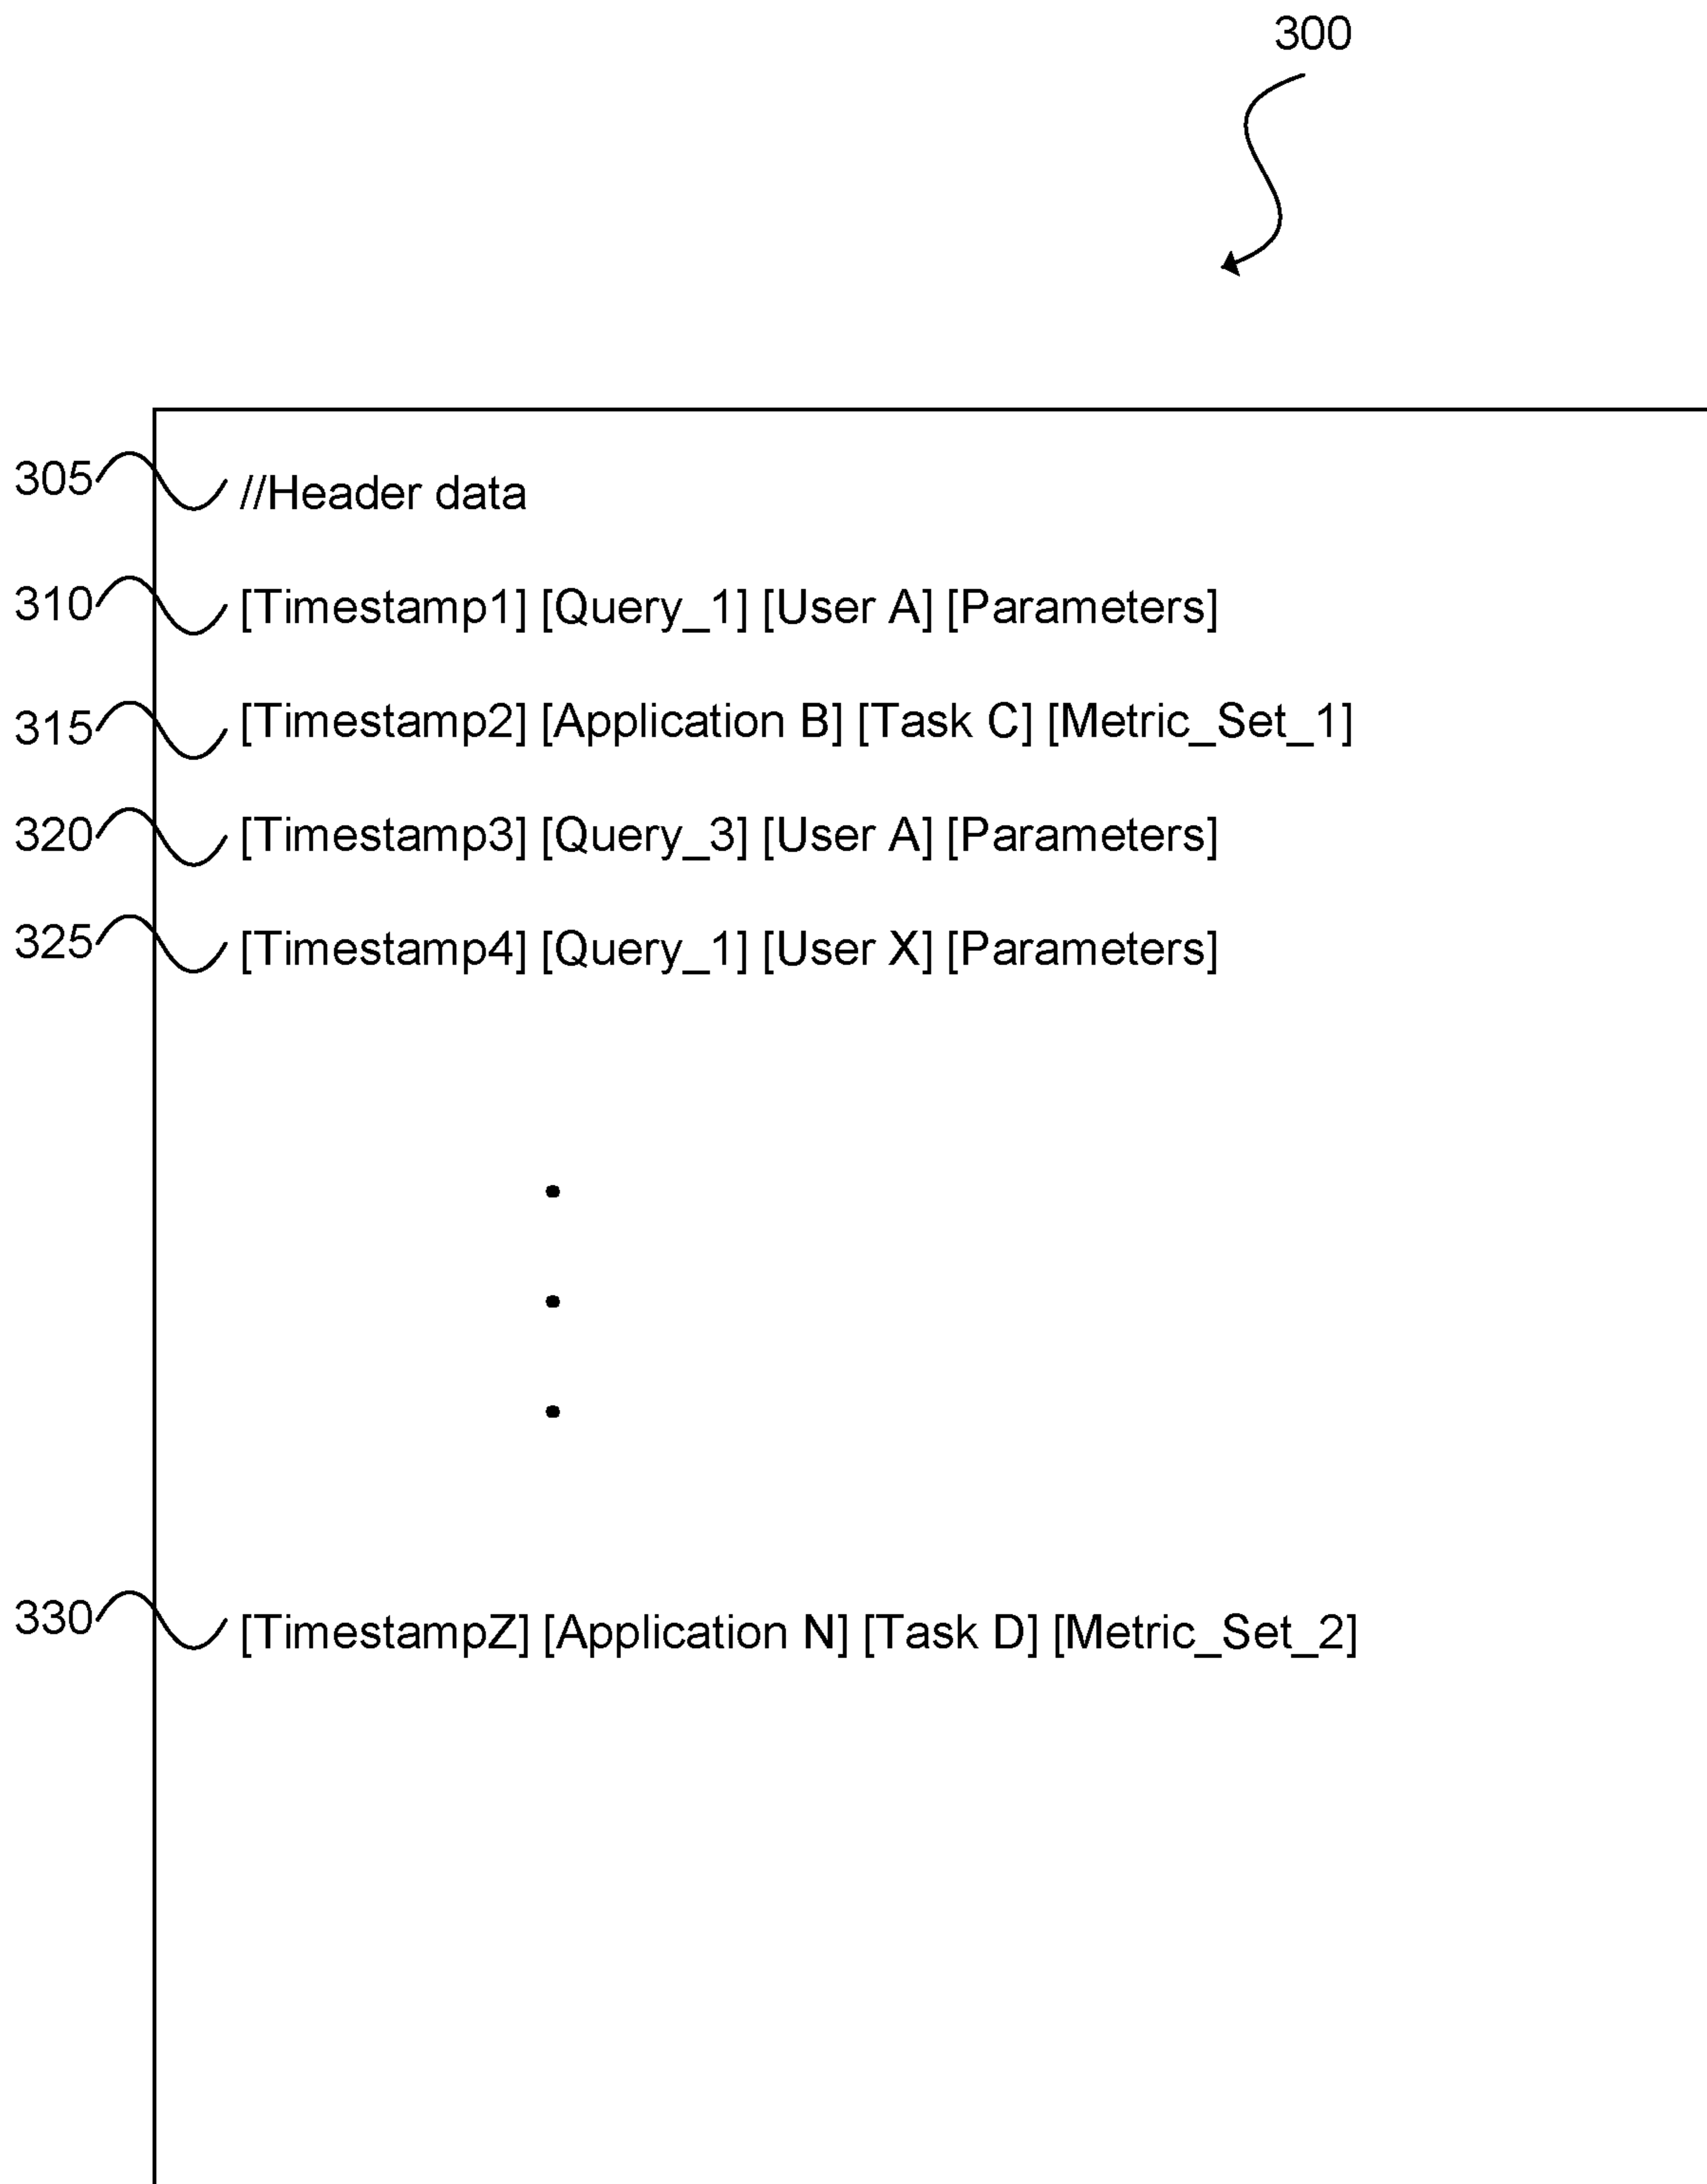 300
305 //Header data
310 [Timestamp1] [Query_1] [User A] [Parameters]
315 [Timestamp2] [Application B] [Task C] [Metric_Set_1]
320 [Timestamp3] [Query_3] [User A] [Parameters]
325 [Timestamp4] [Query_1] [User X] [Parameters]
330 [TimestampZ] [Application N] [Task D] [Metric_Set_2]